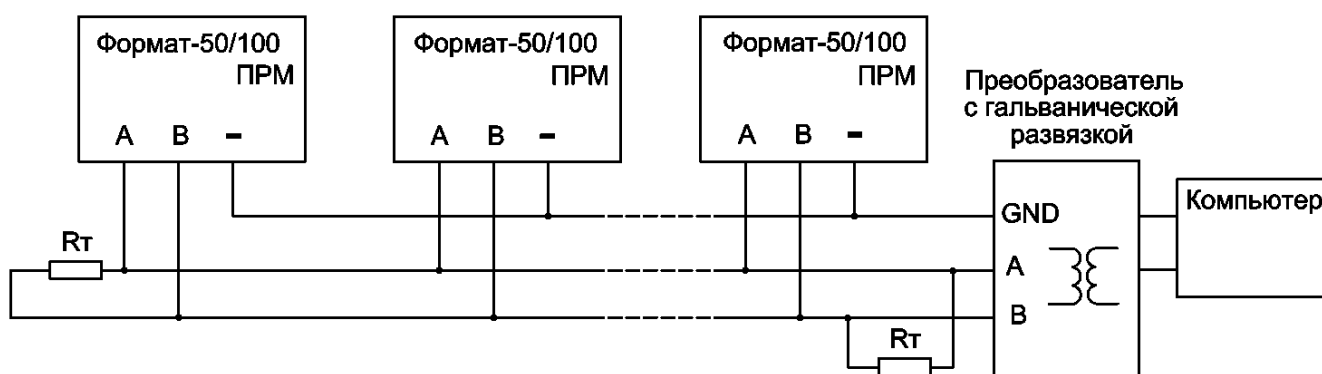 Формат-50/100
ПРМ
А В -
Формат-50/100
ПРМ
А В -
Формат-50/100
ПРМ
А В -
Преобразователь
с гальванической
развязкой
GND
А
В
Компьютер
Rт
Rт